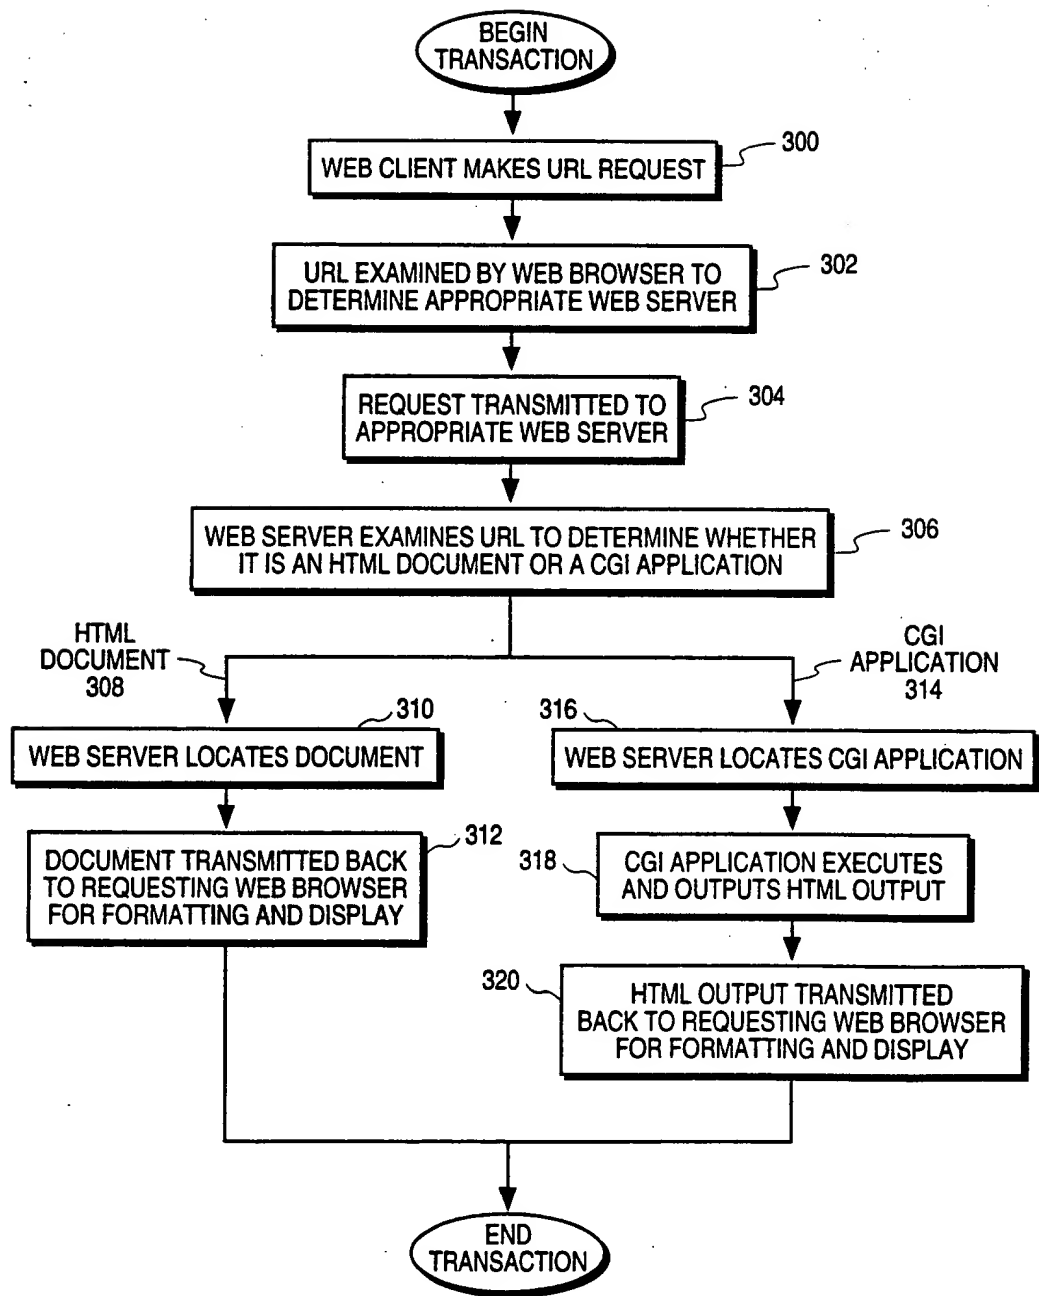 BEGIN
TRANSACTION
300
WEB CLIENT MAKES URL REQUEST
302
URL EXAMINED BY WEB BROWSER TO
DETERMINE APPROPRIATE WEB SERVER
304
REQUEST TRANSMITTED TO
APPROPRIATE WEB SERVER
306
WEB SERVER EXAMINES URL TO DETERMINE WHETHER
IT IS AN HTML DOCUMENT OR A CGI APPLICATION
HTML
DOCUMENT
308
CGI
APPLICATION
314
310
WEB SERVER LOCATES DOCUMENT
316
WEB SERVER LOCATES CGI APPLICATION
312
DOCUMENT TRANSMITTED BACK
TO REQUESTING WEB BROWSER
FOR FORMATTING AND DISPLAY
318
CGI APPLICATION EXECUTES
AND OUTPUTS HTML OUTPUT
320
HTML OUTPUT TRANSMITTED
BACK TO REQUESTING WEB BROWSER
FOR FORMATTING AND DISPLAY
END
TRANSACTION